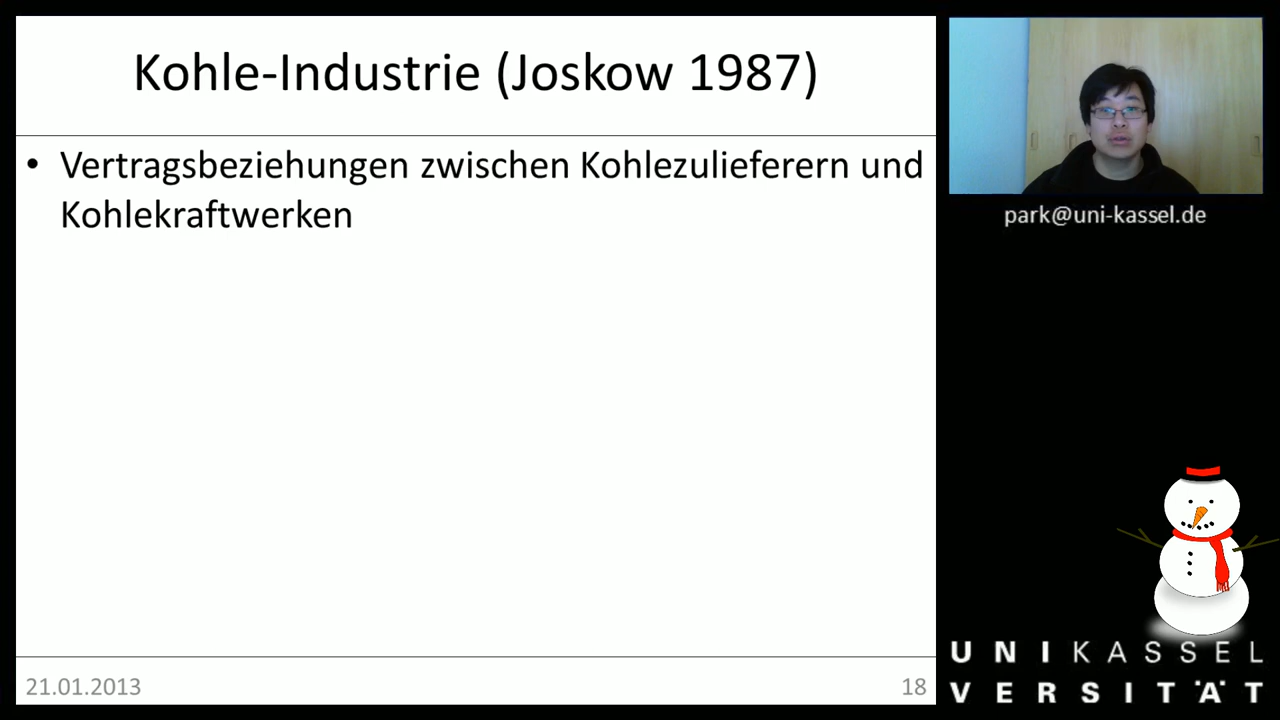 Kohle-Industrie (Joskow 1987)
• Vertragsbeziehungen zwischen Kohlezulieferern und
Kohlekraftwerken
21.01.2013
18
park@uni-kassel.de
UNIKASSEL
VERSITÄT